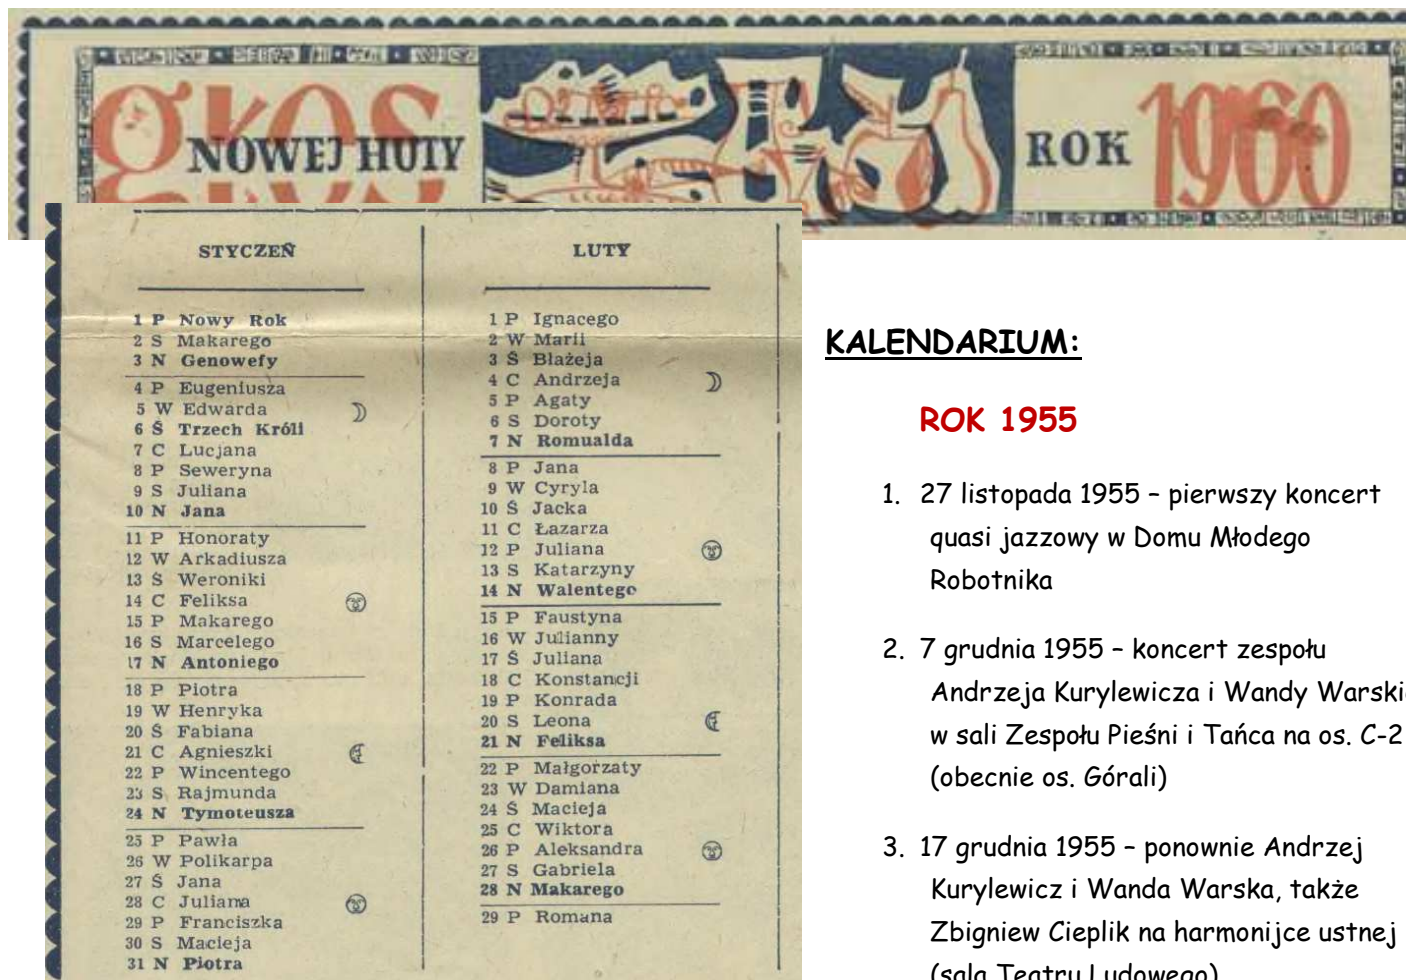 głos
NOWEJ HUTY
ROK 1960
STYCZEŃ
1 P Nowy Rok
2 S Makarego
3 N Genowefy
4 P Eugeniusza
5 W Edwarda
6 Ś Trzech Króli
7 C Lucjana
8 P Seweryna
9 S Juliana
10 N Jana
11 P Honoraty
12 W Arkadiusza
13 Ś Weroniki
14 C Feliksa
15 P Makarego
16 S Marcelego
17 N Antoniego
18 P Piotra
19 W Henryka
20 Ś Fabiana
21 C Agnieszki
22 P Wincentego
23 S Rajmunda
24 N Tymoteusza
25 P Pawła
26 W Polikarpa
27 Ś Jana
28 C Juliana
29 P Franciszka
30 S Macieja
31 N Piotra
LUTY
1 P Ignacego
2 W Marii
3 Ś Błażeja
4 C Andrzeja
5 P Agaty
6 S Doroty
7 N Romualda
8 P Jana
9 W Cyryla
10 Ś Jacka
11 C Łazarza
12 P Juliana
13 S Katarzyny
14 N Walentego
15 P Faustyna
16 W Julianny
17 Ś Juliana
18 C Konstancji
19 P Konrada
20 S Leona
21 N Feliksa
22 P Małgorzaty
23 W Damiana
24 Ś Macieja
25 C Wiktora
26 P Aleksandra
27 S Gabriela
28 N Makarego
29 P Romana
KALENDARIUM:
ROK 1955
1. 27 listopada 1955 – pierwszy koncert
quasi jazzowy w Domu Młodego
Robotnika
2. 7 grudnia 1955 – koncert zespołu
Andrzeja Kurylewicza i Wandy Warski
w sali Zespołu Pieśni i Tańca na os. C-2
(obecnie os. Górali)
3. 17 grudnia 1955 – ponownie Andrzej
Kurylewicz i Wanda Warska, także
Zbigniew Cieplik na harmonijce ustnej
(sala Teatru Ludowego)